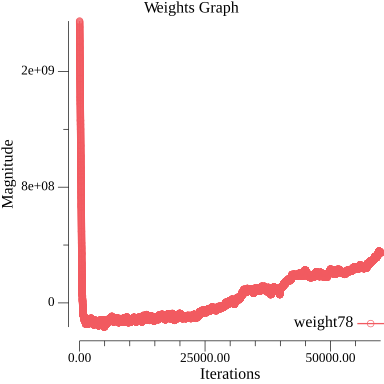 Weights Graph
Magnitude
2e+09
8e+08
0
weight78
0.00
25000.00
50000.00
Iterations